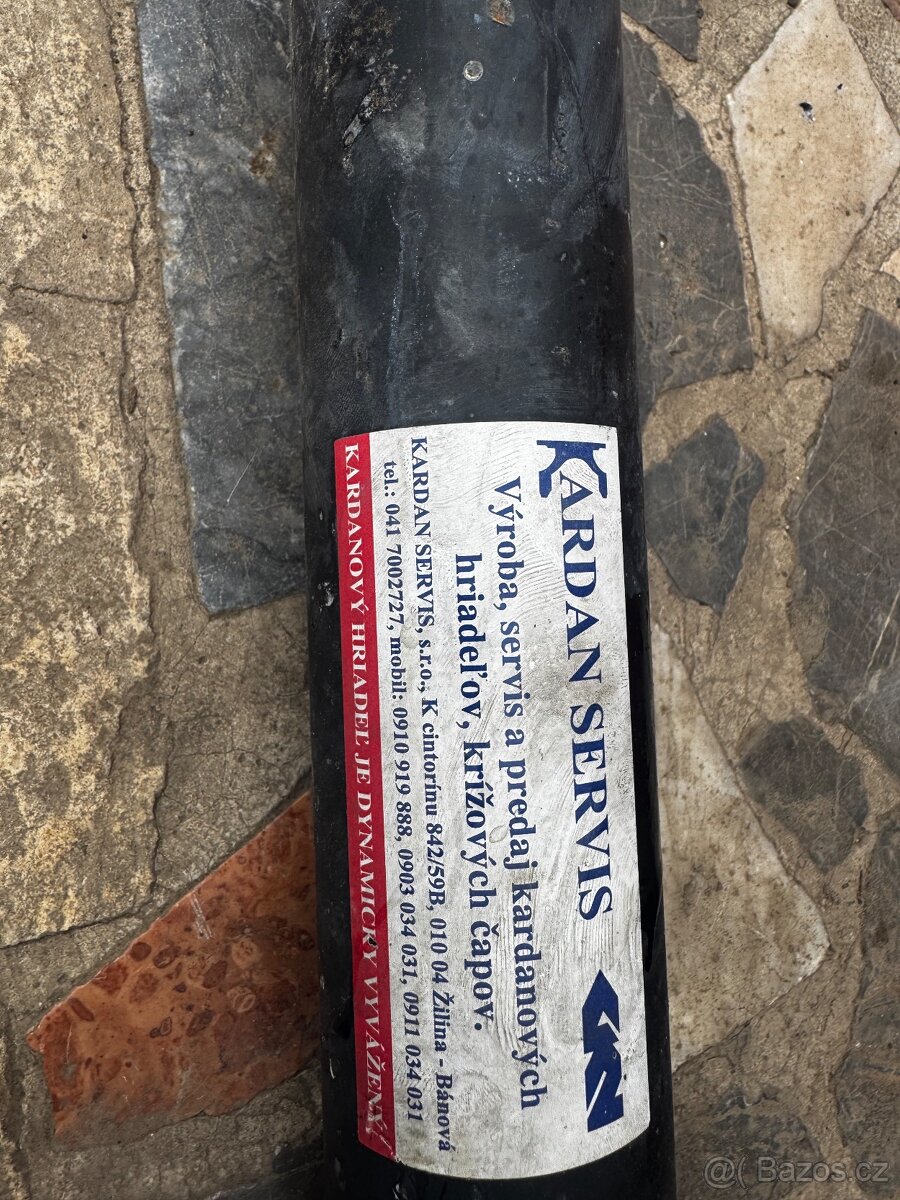 KARDAN SERVIS GKN
Výroba, servis a predaj kardanových
hriadeľov, krížových čapov.
KARDAN SERVIS, s.r.o., K cintorínu 842/59B, 010 04 Žilina - Bánová
tel.: 041 7002727, mobil: 0910 919 888, 0903 034 031, 0911 034 031
KARDANOVÝ HRIADEĽ JE DYNAMICKY VYVÁŽENÝ!
@( Bazos.cz